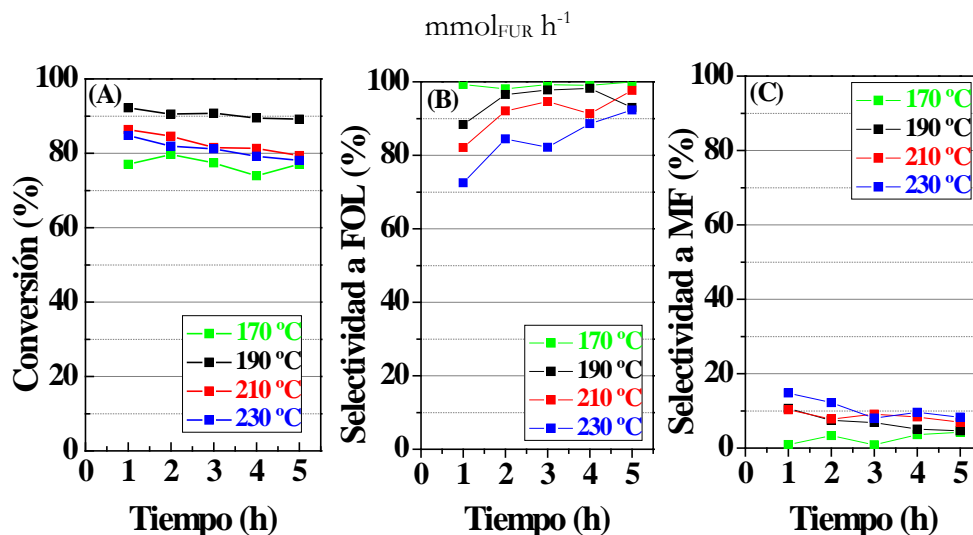 mmolFUR h-1
(A)
Conversión (%)
100
80
60
40
20
0
0 1 2 3 4 5
Tiempo (h)
170 ºC
190 ºC
210 ºC
230 ºC
(B)
Selectividad a FOL (%)
100
80
60
40
20
0
0 1 2 3 4 5
Tiempo (h)
170 ºC
190 ºC
210 ºC
230 ºC
(C)
Selectividad a MF (%)
100
80
60
40
20
0
0 1 2 3 4 5
Tiempo (h)
170 ºC
190 ºC
210 ºC
230 ºC